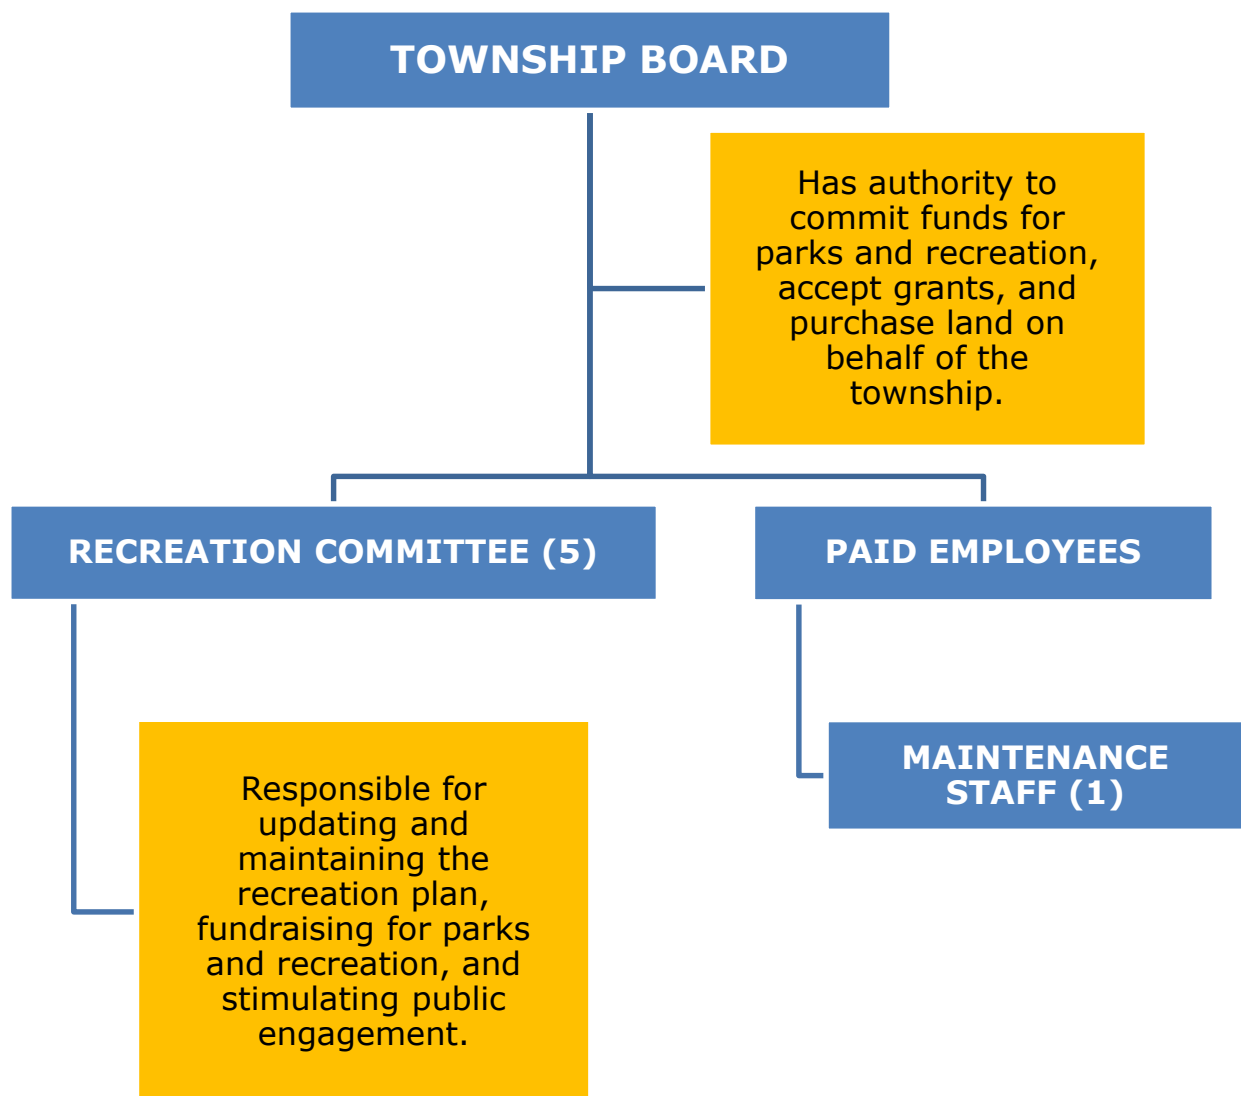 TOWNSHIP BOARD
Has authority to
commit funds for
parks and recreation,
accept grants, and
purchase land on
behalf of the
township.
RECREATION COMMITTEE (5)
PAID EMPLOYEES
MAINTENANCE
STAFF (1)
Responsible for
updating and
maintaining the
recreation plan,
fundraising for parks
and recreation, and
stimulating public
engagement.